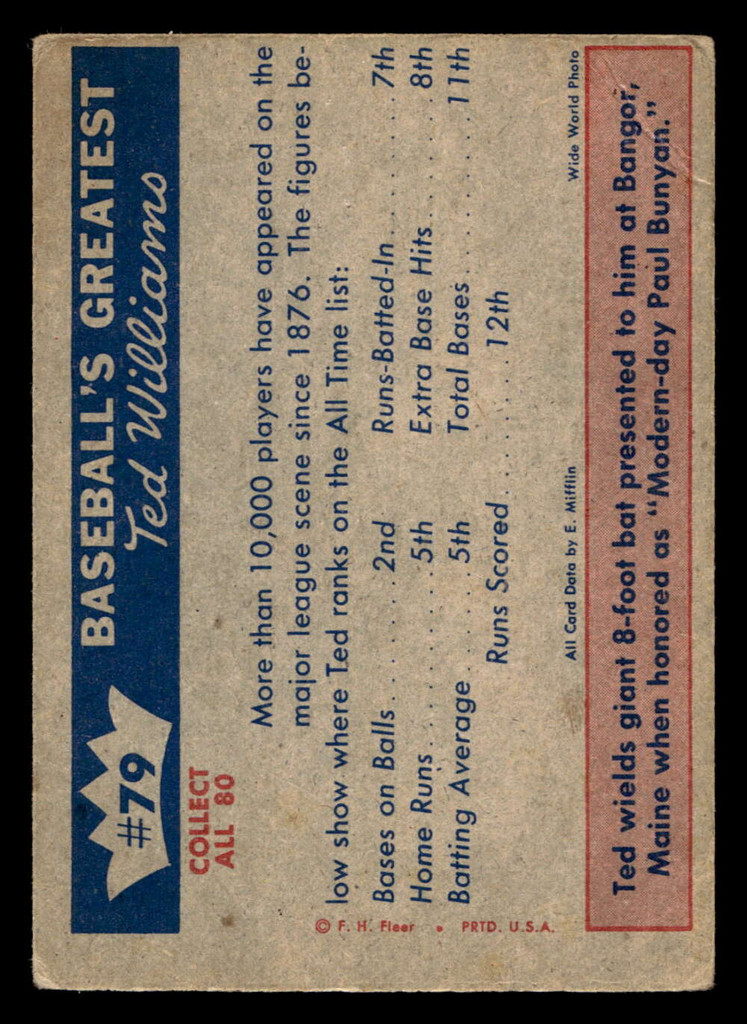 #79
BASEBALL'S GREATEST
Ted Williams
COLLECT
ALL 80
More than 10,000 players have appeared on the
major league scene since 1876. The figures be-
low show where Ted ranks on the All Time list:
Bases on Balls......2nd Runs-Batted-In........7th
Home Runs..........5th Extra Base Hits........8th
Batting Average.....5th Total Bases...........11th
Runs Scored..........12th
© F. H. Fleer • PRTD. U.S.A.
All Card Data by E. Mifflin
Wide World Photo
Ted wields giant 8-foot bat presented to him at Bangor,
Maine when honored as "Modern-day Paul Bunyan."